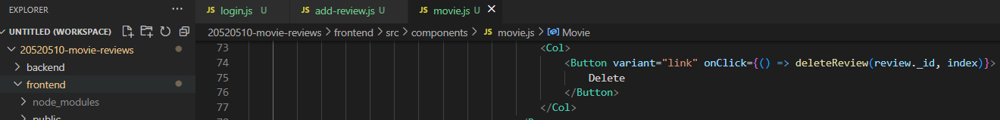 EXPLORER
···
JS login.js U
JS add-review.js U
JS movie.js U
UNTITLED (WORKSPACE)
20520510-movie-reviews > frontend > src > components > JS movie.js > Movie
20520510-movie-reviews
backend
frontend
node_modules
public
73 <Col>
74 <Button variant="link" onClick={() => deleteReview(review._id, index)}>
75 Delete
76 </Button>
77 </Col>